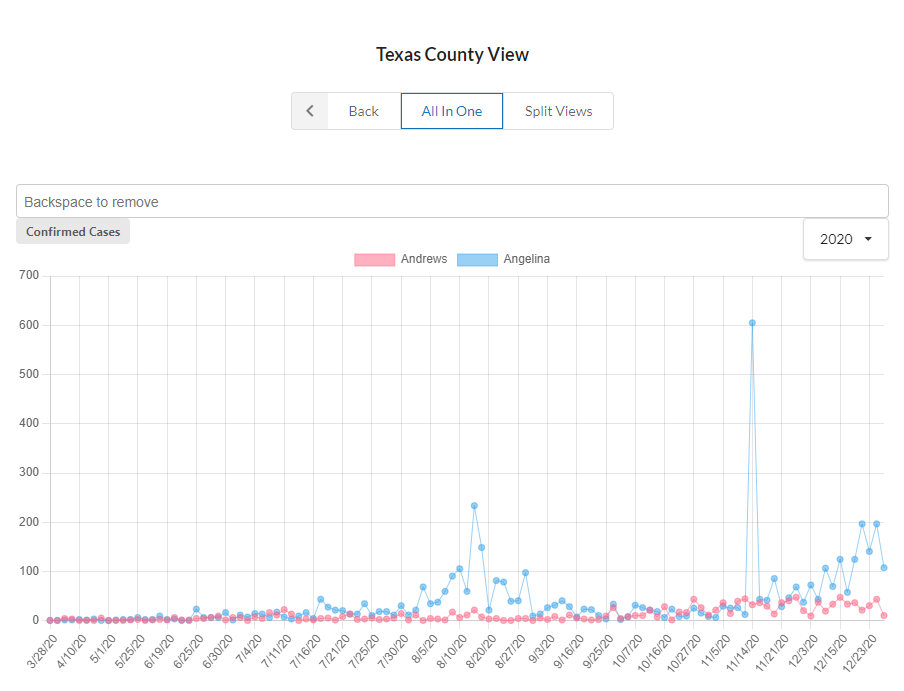 Texas County View
Back All In One Split Views
Backspace to remove
Confirmed Cases
2020
Andrews Angelina
700
600
500
400
300
200
100
0
3/28/20 4/10/20 5/1/20 5/25/20 6/19/20 6/25/20 6/30/20 7/4/20 7/11/20 7/16/20 7/21/20 7/25/20 7/30/20 8/5/20 8/10/20 8/20/20 8/27/20 9/3/20 9/16/20 9/25/20 10/7/20 10/16/20 10/27/20 11/5/20 11/14/20 11/21/20 12/3/20 12/15/20 12/23/20